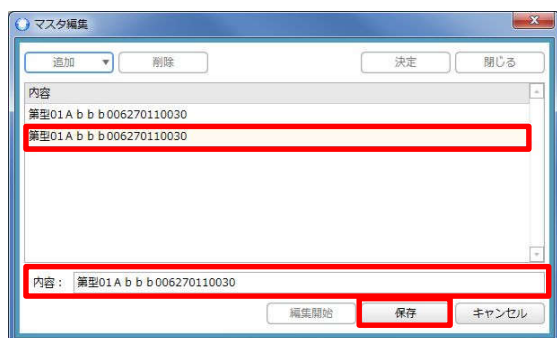 マスタ編集
追加 削除 決定 閉じる
内容
第型01Ａｂｂｂ006270110030
第型01Ａｂｂｂ006270110030
内容： 第型01Ａｂｂｂ006270110030
編集開始 保存 キャンセル